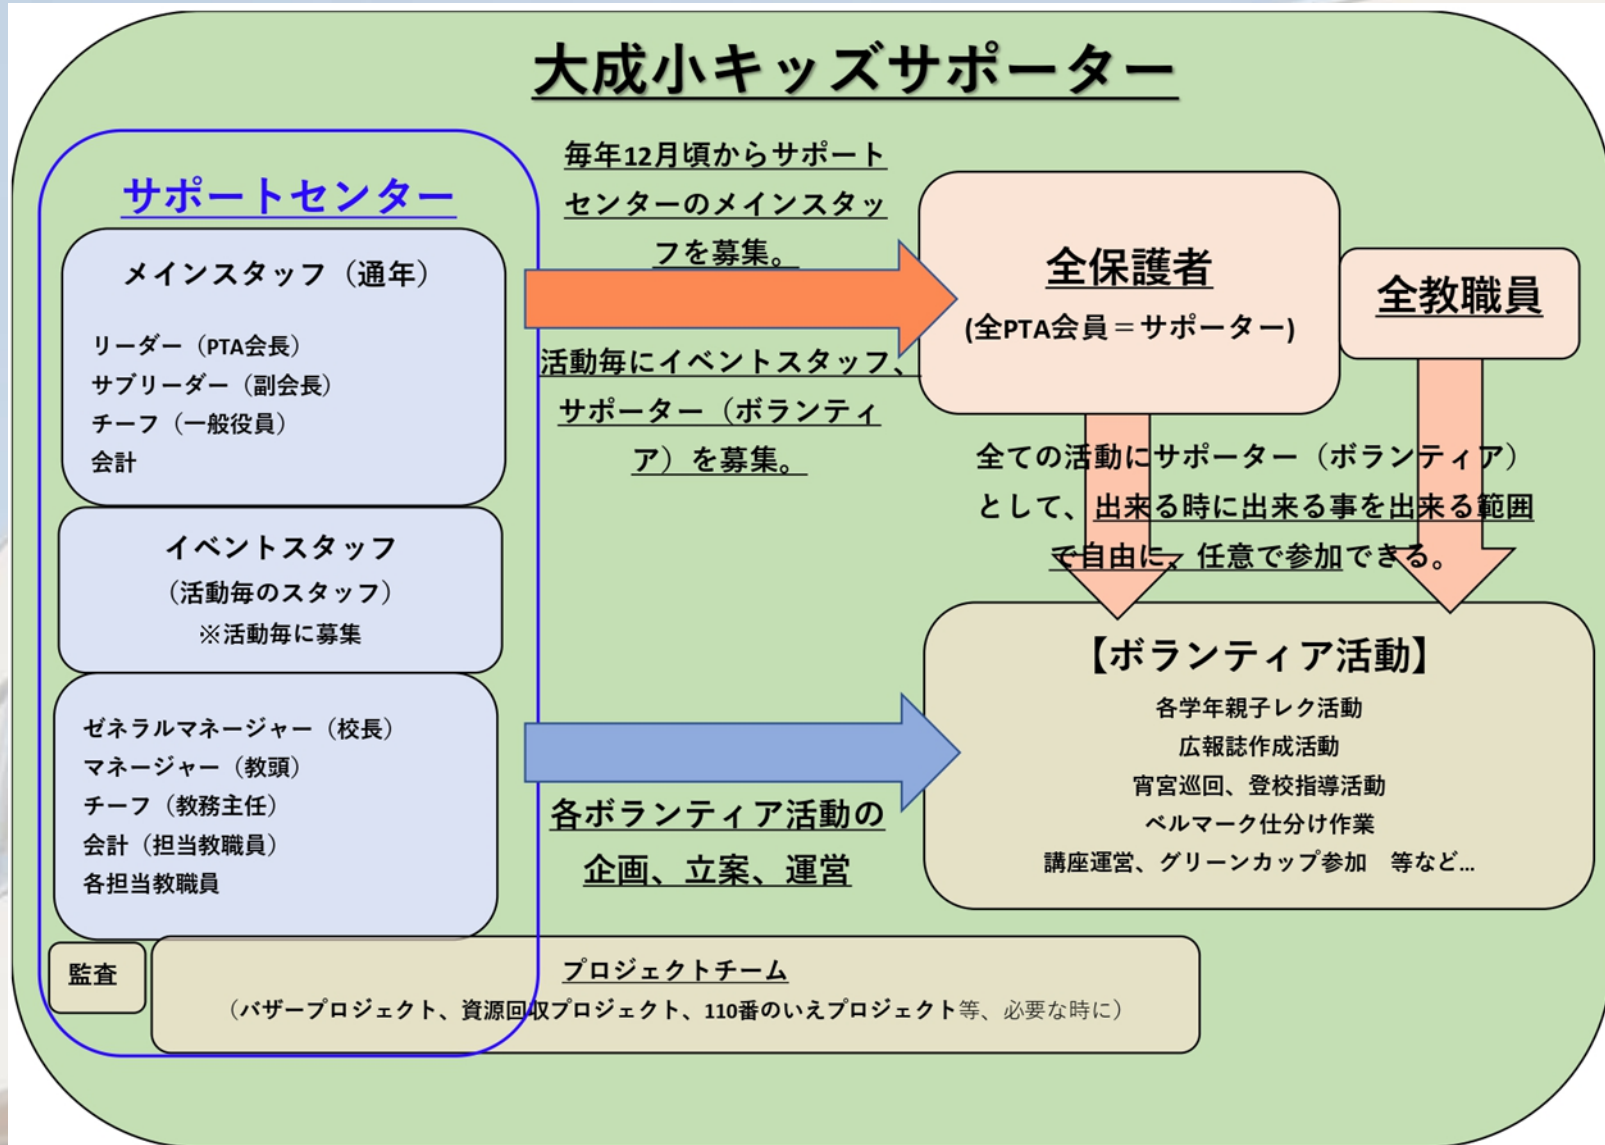 大成小キッズサポーター
サポートセンター
メインスタッフ（通年）
リーダー（PTA会長）
サブリーダー（副会長）
チーフ（一般役員）
会計
イベントスタッフ
（活動毎のスタッフ）
※活動毎に募集
ゼネラルマネージャー（校長）
マネージャー（教頭）
チーフ（教務主任）
会計（担当教職員）
各担当教職員
監査
プロジェクトチーム
（バザープロジェクト、資源回収プロジェクト、110番のいえプロジェクト等、必要な時に）
毎年12月頃からサポート
センターのメインスタッ
フを募集。
活動毎にイベントスタッフ、
サポーター（ボランティ
ア）を募集。
各ボランティア活動の
企画、立案、運営
全保護者
(全PTA会員＝サポーター)
全教職員
全ての活動にサポーター（ボランティア）
として、出来る時に出来る事を出来る範囲
で自由に、任意で参加できる。
【ボランティア活動】
各学年親子レク活動
広報誌作成活動
宵宮巡回、登校指導活動
ベルマーク仕分け作業
講座運営、グリーンカップ参加　等など…